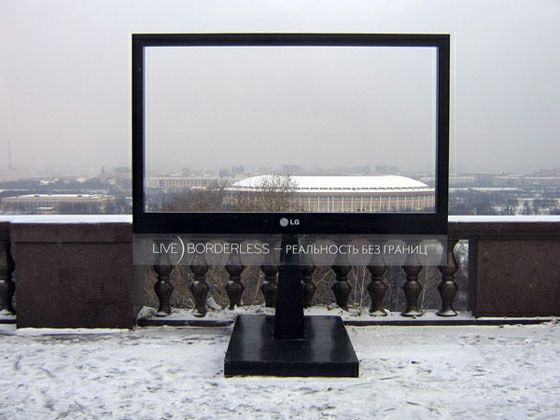 LG
LIVE) BORDERLESS — РЕАЛЬНОСТЬ БЕЗ ГРАНИЦ